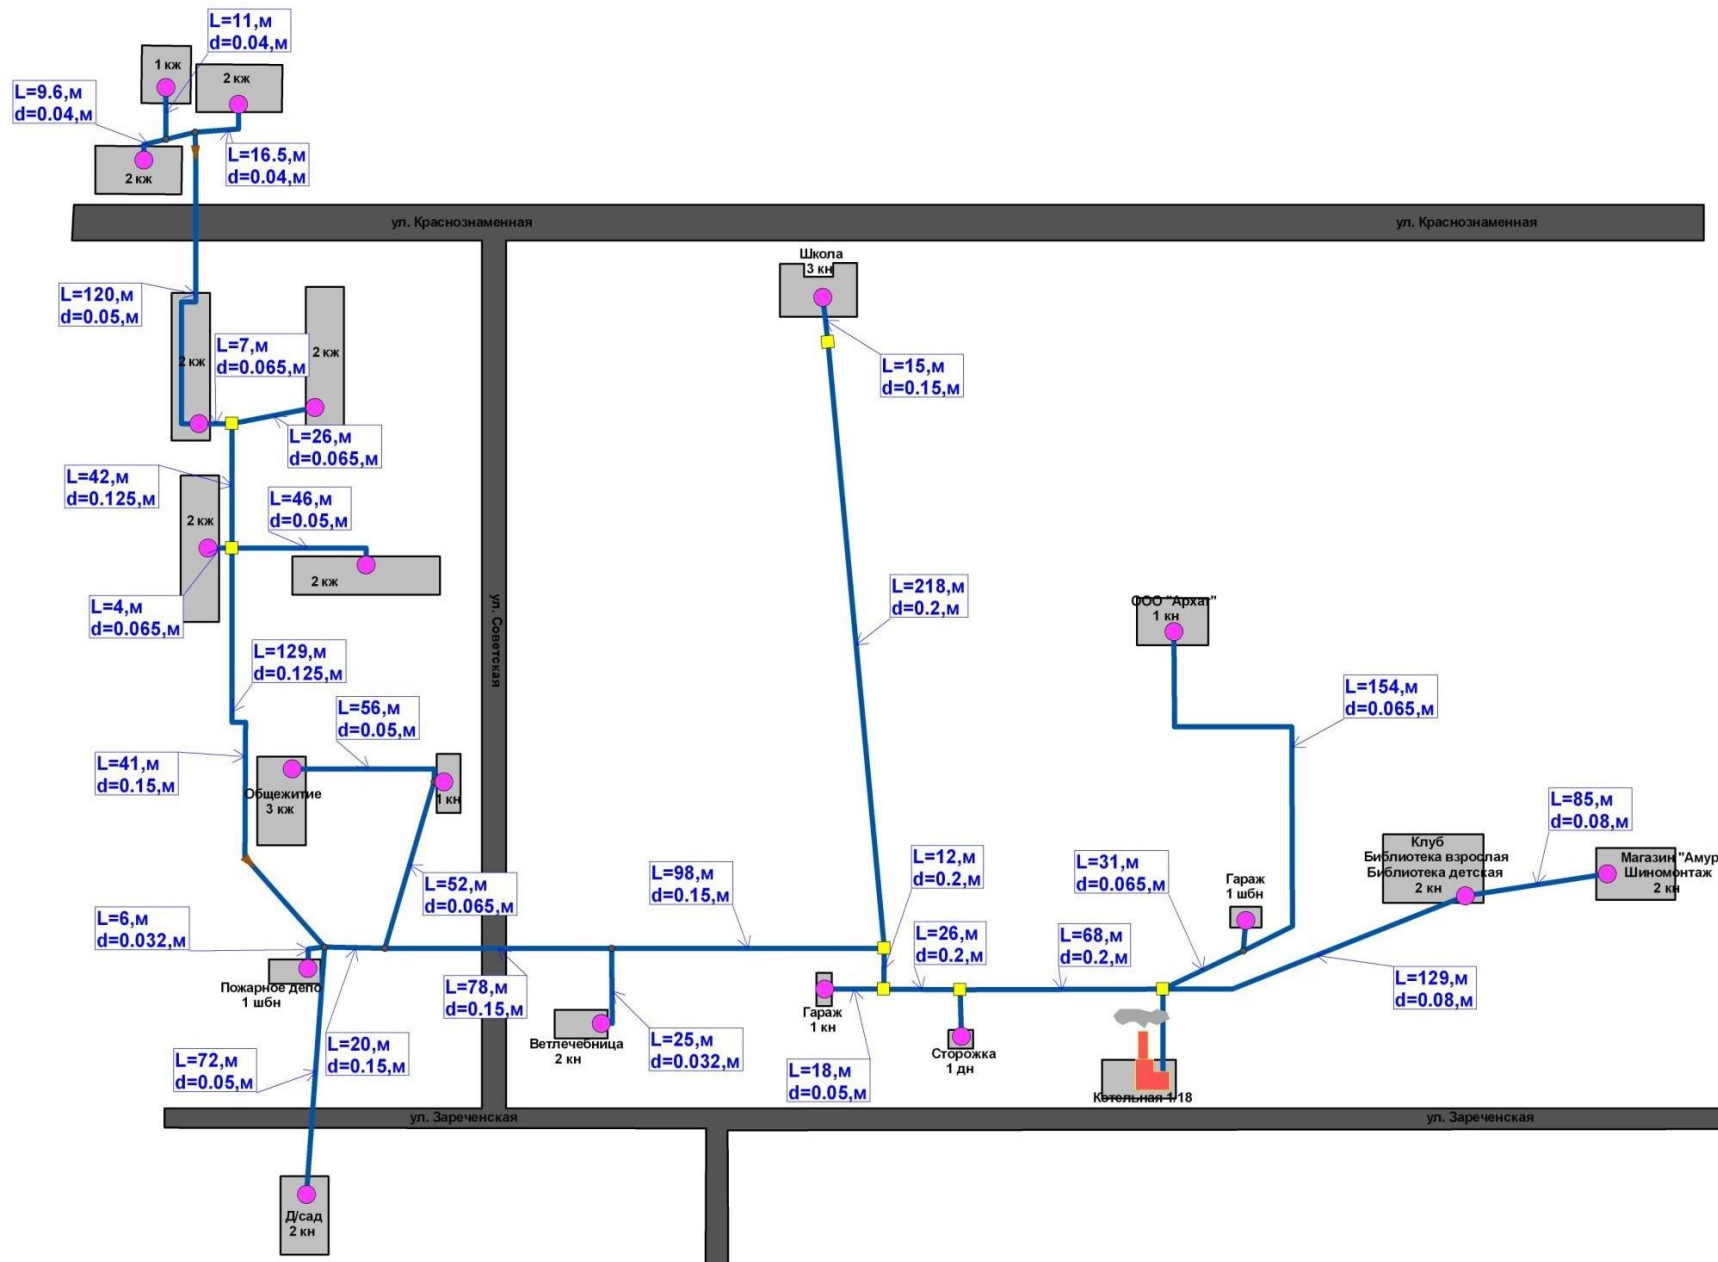 L=11,м
d=0.04,м
1 кж
2 кж
L=9.6,м
d=0.04,м
L=16.5,м
d=0.04,м
2 кж
ул. Краснознаменная
ул. Краснознаменная
Школа
3 кн
L=120,м
d=0.05,м
L=7,м
d=0.065,м
2 кж
2 кж
L=15,м
d=0.15,м
L=26,м
d=0.065,м
L=42,м
d=0.125,м
L=46,м
d=0.05,м
2 кж
2 кж
L=4,м
d=0.065,м
ул. Советская
L=218,м
d=0.2,м
ООО "Архат"
1 кн
L=129,м
d=0.125,м
L=154,м
d=0.065,м
L=56,м
d=0.05,м
L=41,м
d=0.15,м
Общежитие
3 кж
1 кн
L=85,м
d=0.08,м
Клуб
Библиотека взрослая
Библиотека детская
2 кн
Магазин "Амур
Шиномонтаж
2 кн
L=12,м
d=0.2,м
L=31,м
d=0.065,м
Гараж
1 шбн
L=98,м
d=0.15,м
L=52,м
d=0.065,м
L=6,м
d=0.032,м
L=26,м
d=0.2,м
L=68,м
d=0.2,м
L=129,м
d=0.08,м
Пожарное депо
1 шбн
L=78,м
d=0.15,м
Гараж
1 кн
Ветлечебница
2 кн
L=25,м
d=0.032,м
Сторожка
1 дн
L=72,м
d=0.05,м
L=20,м
d=0.15,м
L=18,м
d=0.05,м
Котельная 1/18
ул. Зареченская
ул. Зареченская
Д/сад
2 кн